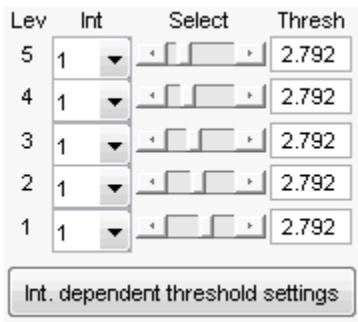 Lev Int Select Thresh
5 1 2.792
4 1 2.792
3 1 2.792
2 1 2.792
1 1 2.792
Int. dependent threshold settings